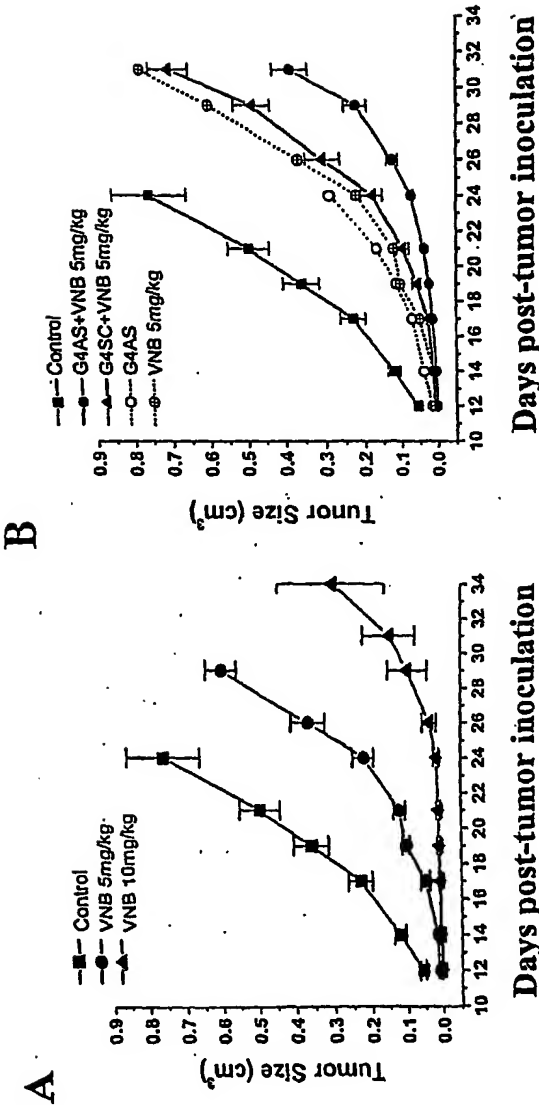 A
Control
VNB 5mg/kg
VNB 10mg/kg
Tumor Size (cm³)
0.9
0.8
0.7
0.6
0.5
0.4
0.3
0.2
0.1
0.0
10 12 14 16 18 20 22 24 26 28 30 32 34
Days post-tumor inoculation
B
Control
G4AS+VNB 5mg/kg
G4SC+VNB 5mg/kg
G4AS
VNB 5mg/kg
Tumor Size (cm³)
0.9
0.8
0.7
0.6
0.5
0.4
0.3
0.2
0.1
0.0
10 12 14 16 18 20 22 24 26 28 30 32 34
Days post-tumor inoculation